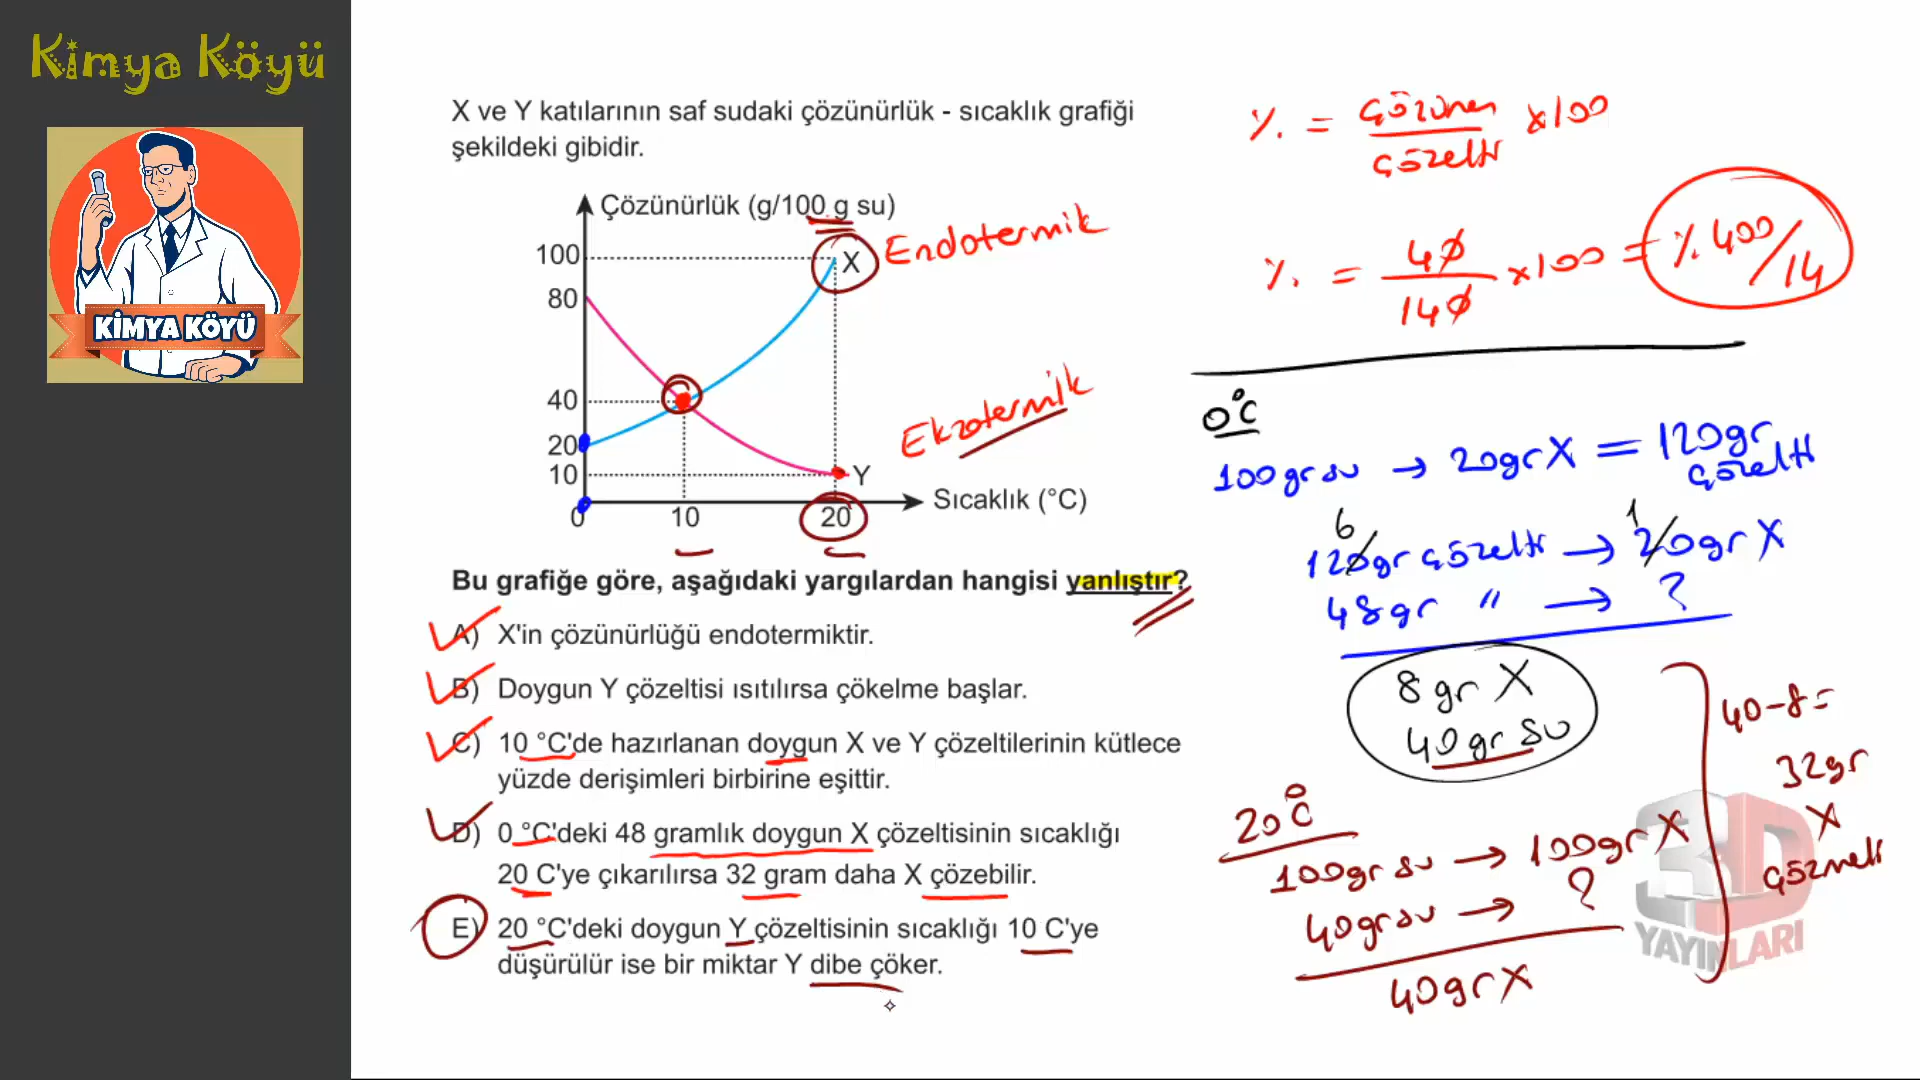 Kimya Köyü
KİMYA KÖYÜ
X ve Y katılarının saf sudaki çözünürlük - sıcaklık grafiği
şekildeki gibidir.
Çözünürlük (g/100 g su)
100
80
40
20
10
0
10
20
X
Y
Sıcaklık (°C)
Endotermik
Ekzotermik
Bu grafiğe göre, aşağıdaki yargılardan hangisi yanlıştır?
A) X'in çözünürlüğü endotermiktir.
B) Doygun Y çözeltisi ısıtılırsa çökelme başlar.
C) 10 °C'de hazırlanan doygun X ve Y çözeltilerinin kütlece
yüzde derişimleri birbirine eşittir.
D) 0 °C'deki 48 gramlık doygun X çözeltisinin sıcaklığı
20 C'ye çıkarılırsa 32 gram daha X çözebilir.
E) 20 °C'deki doygun Y çözeltisinin sıcaklığı 10 C'ye
düşürülür ise bir miktar Y dibe çöker.
%. = çözünen / çözelti x100
%. = 40 / 140 x100 = %400/14
0°C
100gr su → 20gr X = 120gr
çözelti
6 1
120gr çözelti → 20gr X
48gr " → ?
8 gr X
40gr su
20°C
100gr su → 100gr X
40gr su → ?
40gr X
40-8=
32gr
X
çözmeli
3D
YAYINLARI